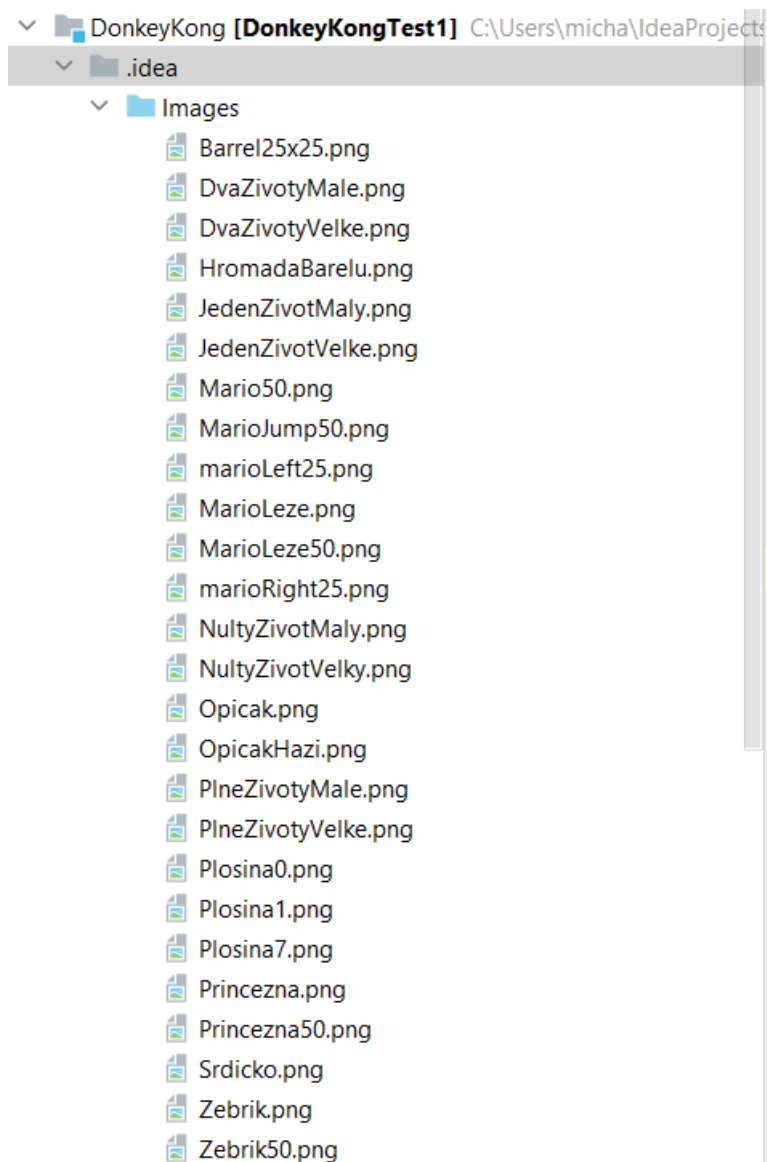 DonkeyKong [DonkeyKongTest1] C:\Users\micha\IdeaProjects
.idea
Images
Barrel25x25.png
DvaZivotyMale.png
DvaZivotyVelke.png
HromadaBarelu.png
JedenZivotMaly.png
JedenZivotVelke.png
Mario50.png
MarioJump50.png
marioLeft25.png
MarioLeze.png
MarioLeze50.png
marioRight25.png
NultyZivotMaly.png
NultyZivotVelky.png
Opicak.png
OpicakHazi.png
PlneZivotyMale.png
PlneZivotyVelke.png
Plosina0.png
Plosina1.png
Plosina7.png
Princezna.png
Princezna50.png
Srdicko.png
Zebrik.png
Zebrik50.png